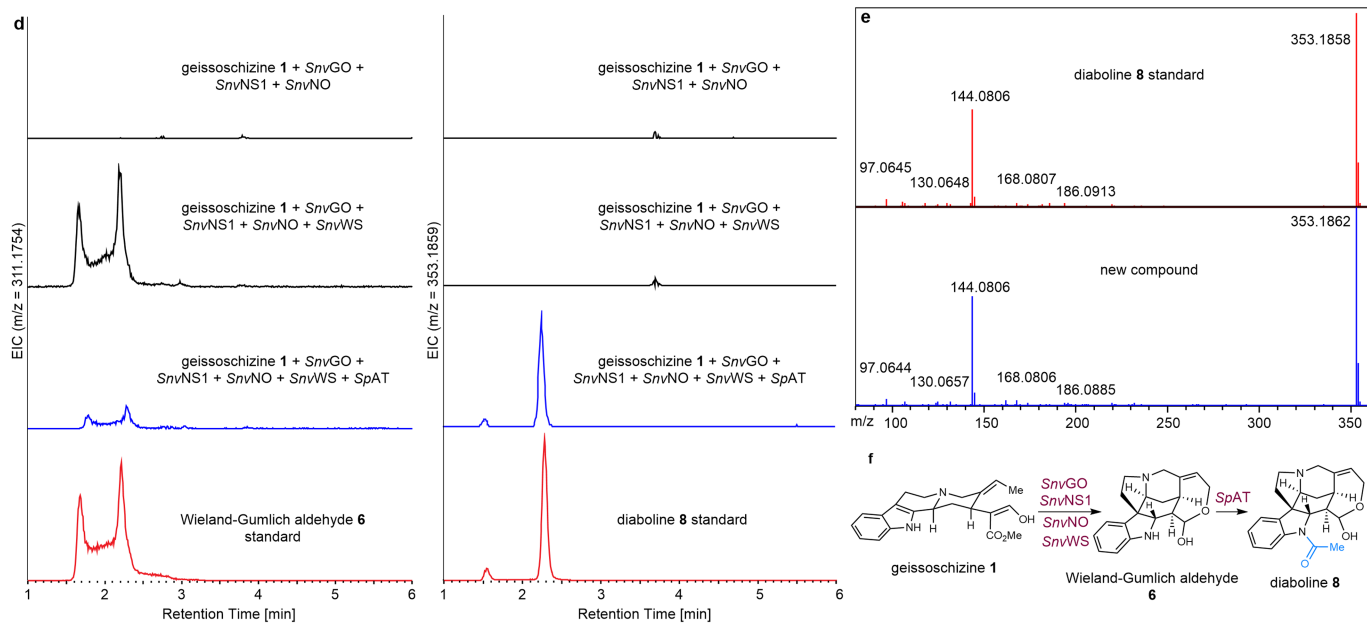 d
EIC (m/z = 311.1754)
geissoschizine 1 + SnvGO +
SnvNS1 + SnvNO
geissoschizine 1 + SnvGO +
SnvNS1 + SnvNO + SnvWS
geissoschizine 1 + SnvGO +
SnvNS1 + SnvNO + SnvWS + SpAT
Wieland-Gumlich aldehyde 6
standard
1 2 3 4 5 6
Retention Time [min]
EIC (m/z = 353.1859)
geissoschizine 1 + SnvGO +
SnvNS1 + SnvNO
geissoschizine 1 + SnvGO +
SnvNS1 + SnvNO + SnvWS
geissoschizine 1 + SnvGO +
SnvNS1 + SnvNO + SnvWS + SpAT
diaboline 8 standard
1 2 3 4 5 6
Retention Time [min]
e
353.1858
diaboline 8 standard
144.0806
97.0645
130.0648
168.0807
186.0913
353.1862
new compound
144.0806
97.0644
130.0657
168.0806
186.0885
m/z 100 150 200 250 300 350
f
N
Me
NH
H
H
OH
CO₂Me
geissoschizine 1
SnvGO
SnvNS1
SnvNO
SnvWS
N
H
H
O
H
NH
OH
Wieland-Gumlich aldehyde
6
SpAT
N
H
H
O
H
N
OH
Me
O
diaboline 8